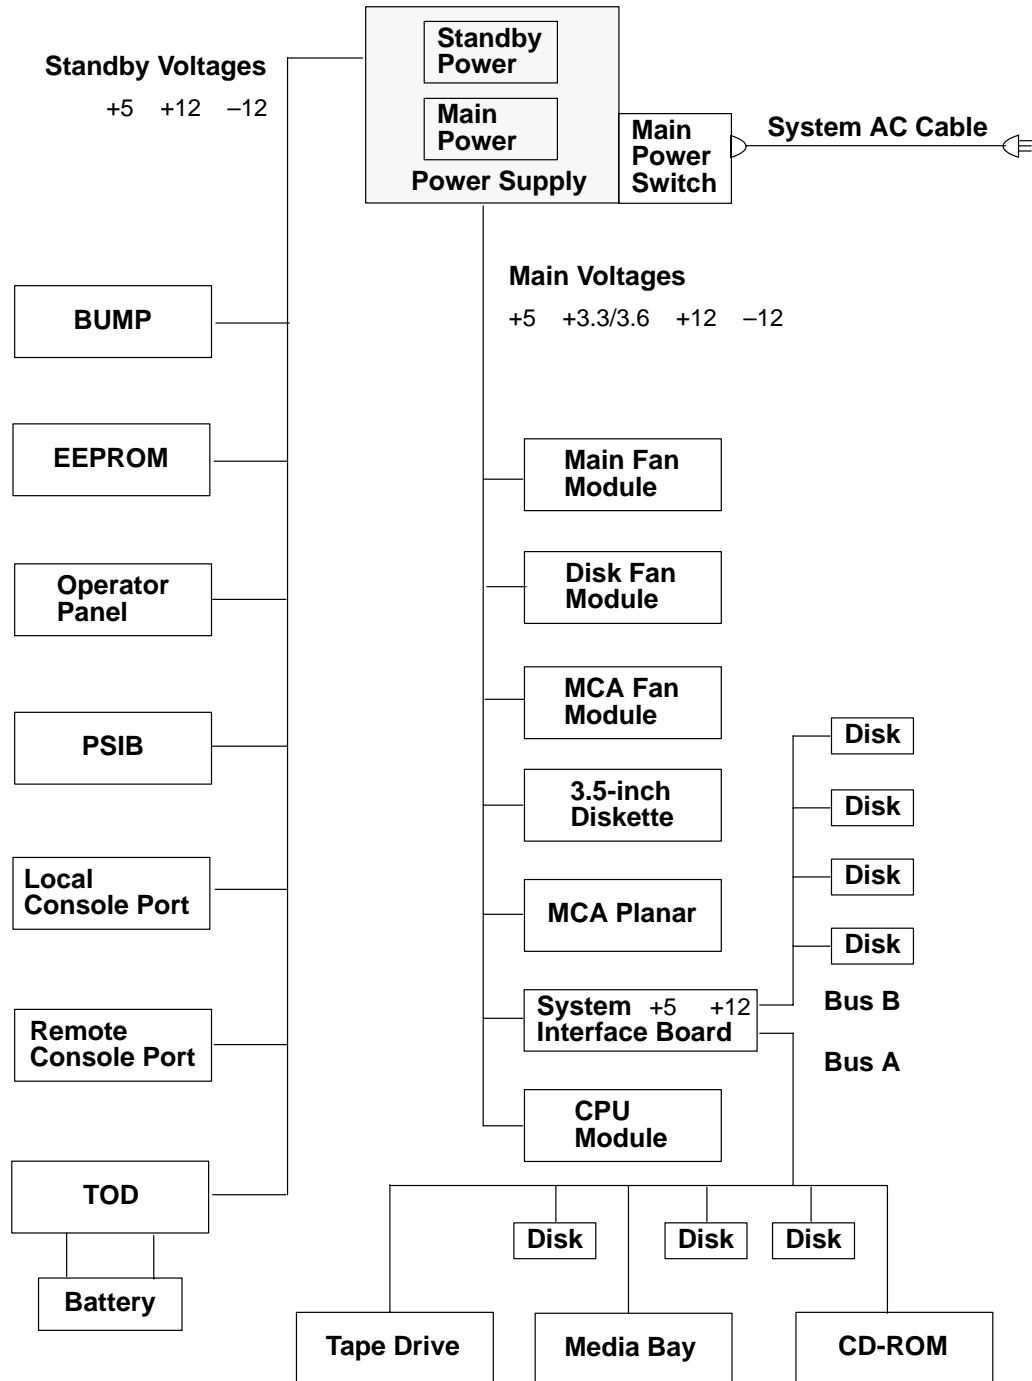 Standby
Power
Standby Voltages
+5 +12 –12
Main
Power
Power Supply
Main
Power
Switch
System AC Cable
Main Voltages
+5 +3.3/3.6 +12 –12
BUMP
EEPROM
Operator
Panel
PSIB
Local
Console Port
Remote
Console Port
TOD
Battery
Main Fan
Module
Disk Fan
Module
MCA Fan
Module
3.5-inch
Diskette
MCA Planar
System +5 +12
Interface Board
CPU
Module
Disk
Disk
Disk
Disk
Bus B
Bus A
Disk
Disk
Disk
Tape Drive
Media Bay
CD-ROM